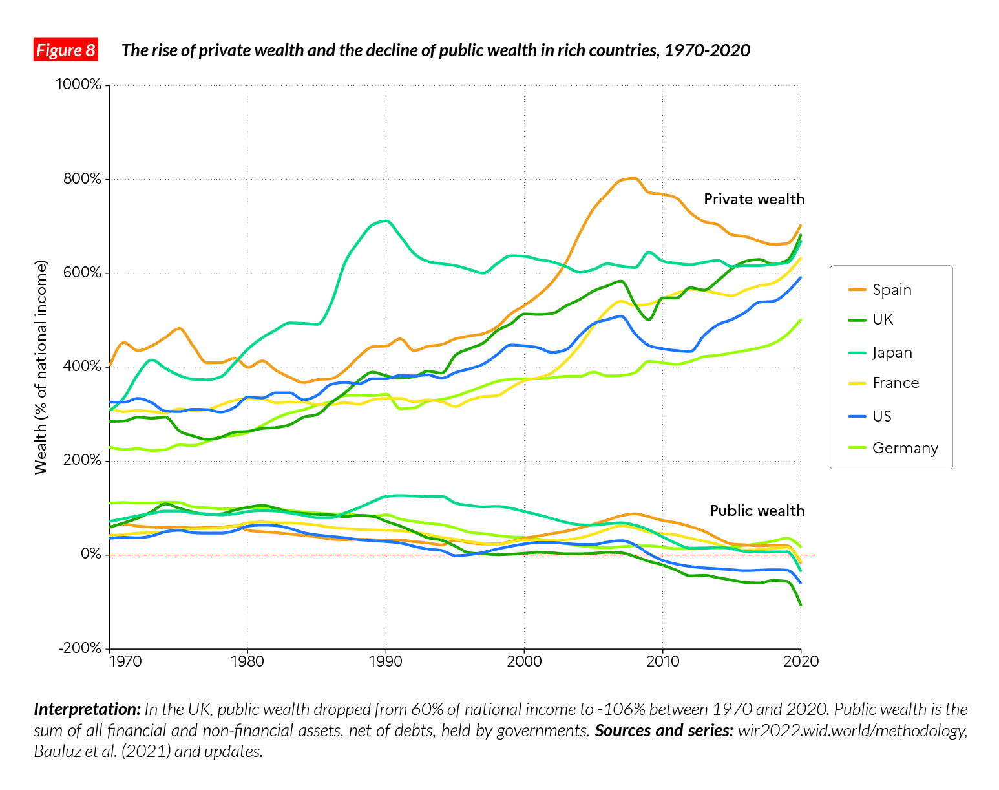 Figure 8 The rise of private wealth and the decline of public wealth in rich countries, 1970-2020
1000%
800%
600%
400%
200%
0%
-200%
Wealth (% of national income)
Private wealth
Public wealth
Spain
UK
Japan
France
US
Germany
1970 1980 1990 2000 2010 2020
Interpretation: In the UK, public wealth dropped from 60% of national income to -106% between 1970 and 2020. Public wealth is the
sum of all financial and non-financial assets, net of debts, held by governments. Sources and series: wir2022.wid.world/methodology,
Bauluz et al. (2021) and updates.